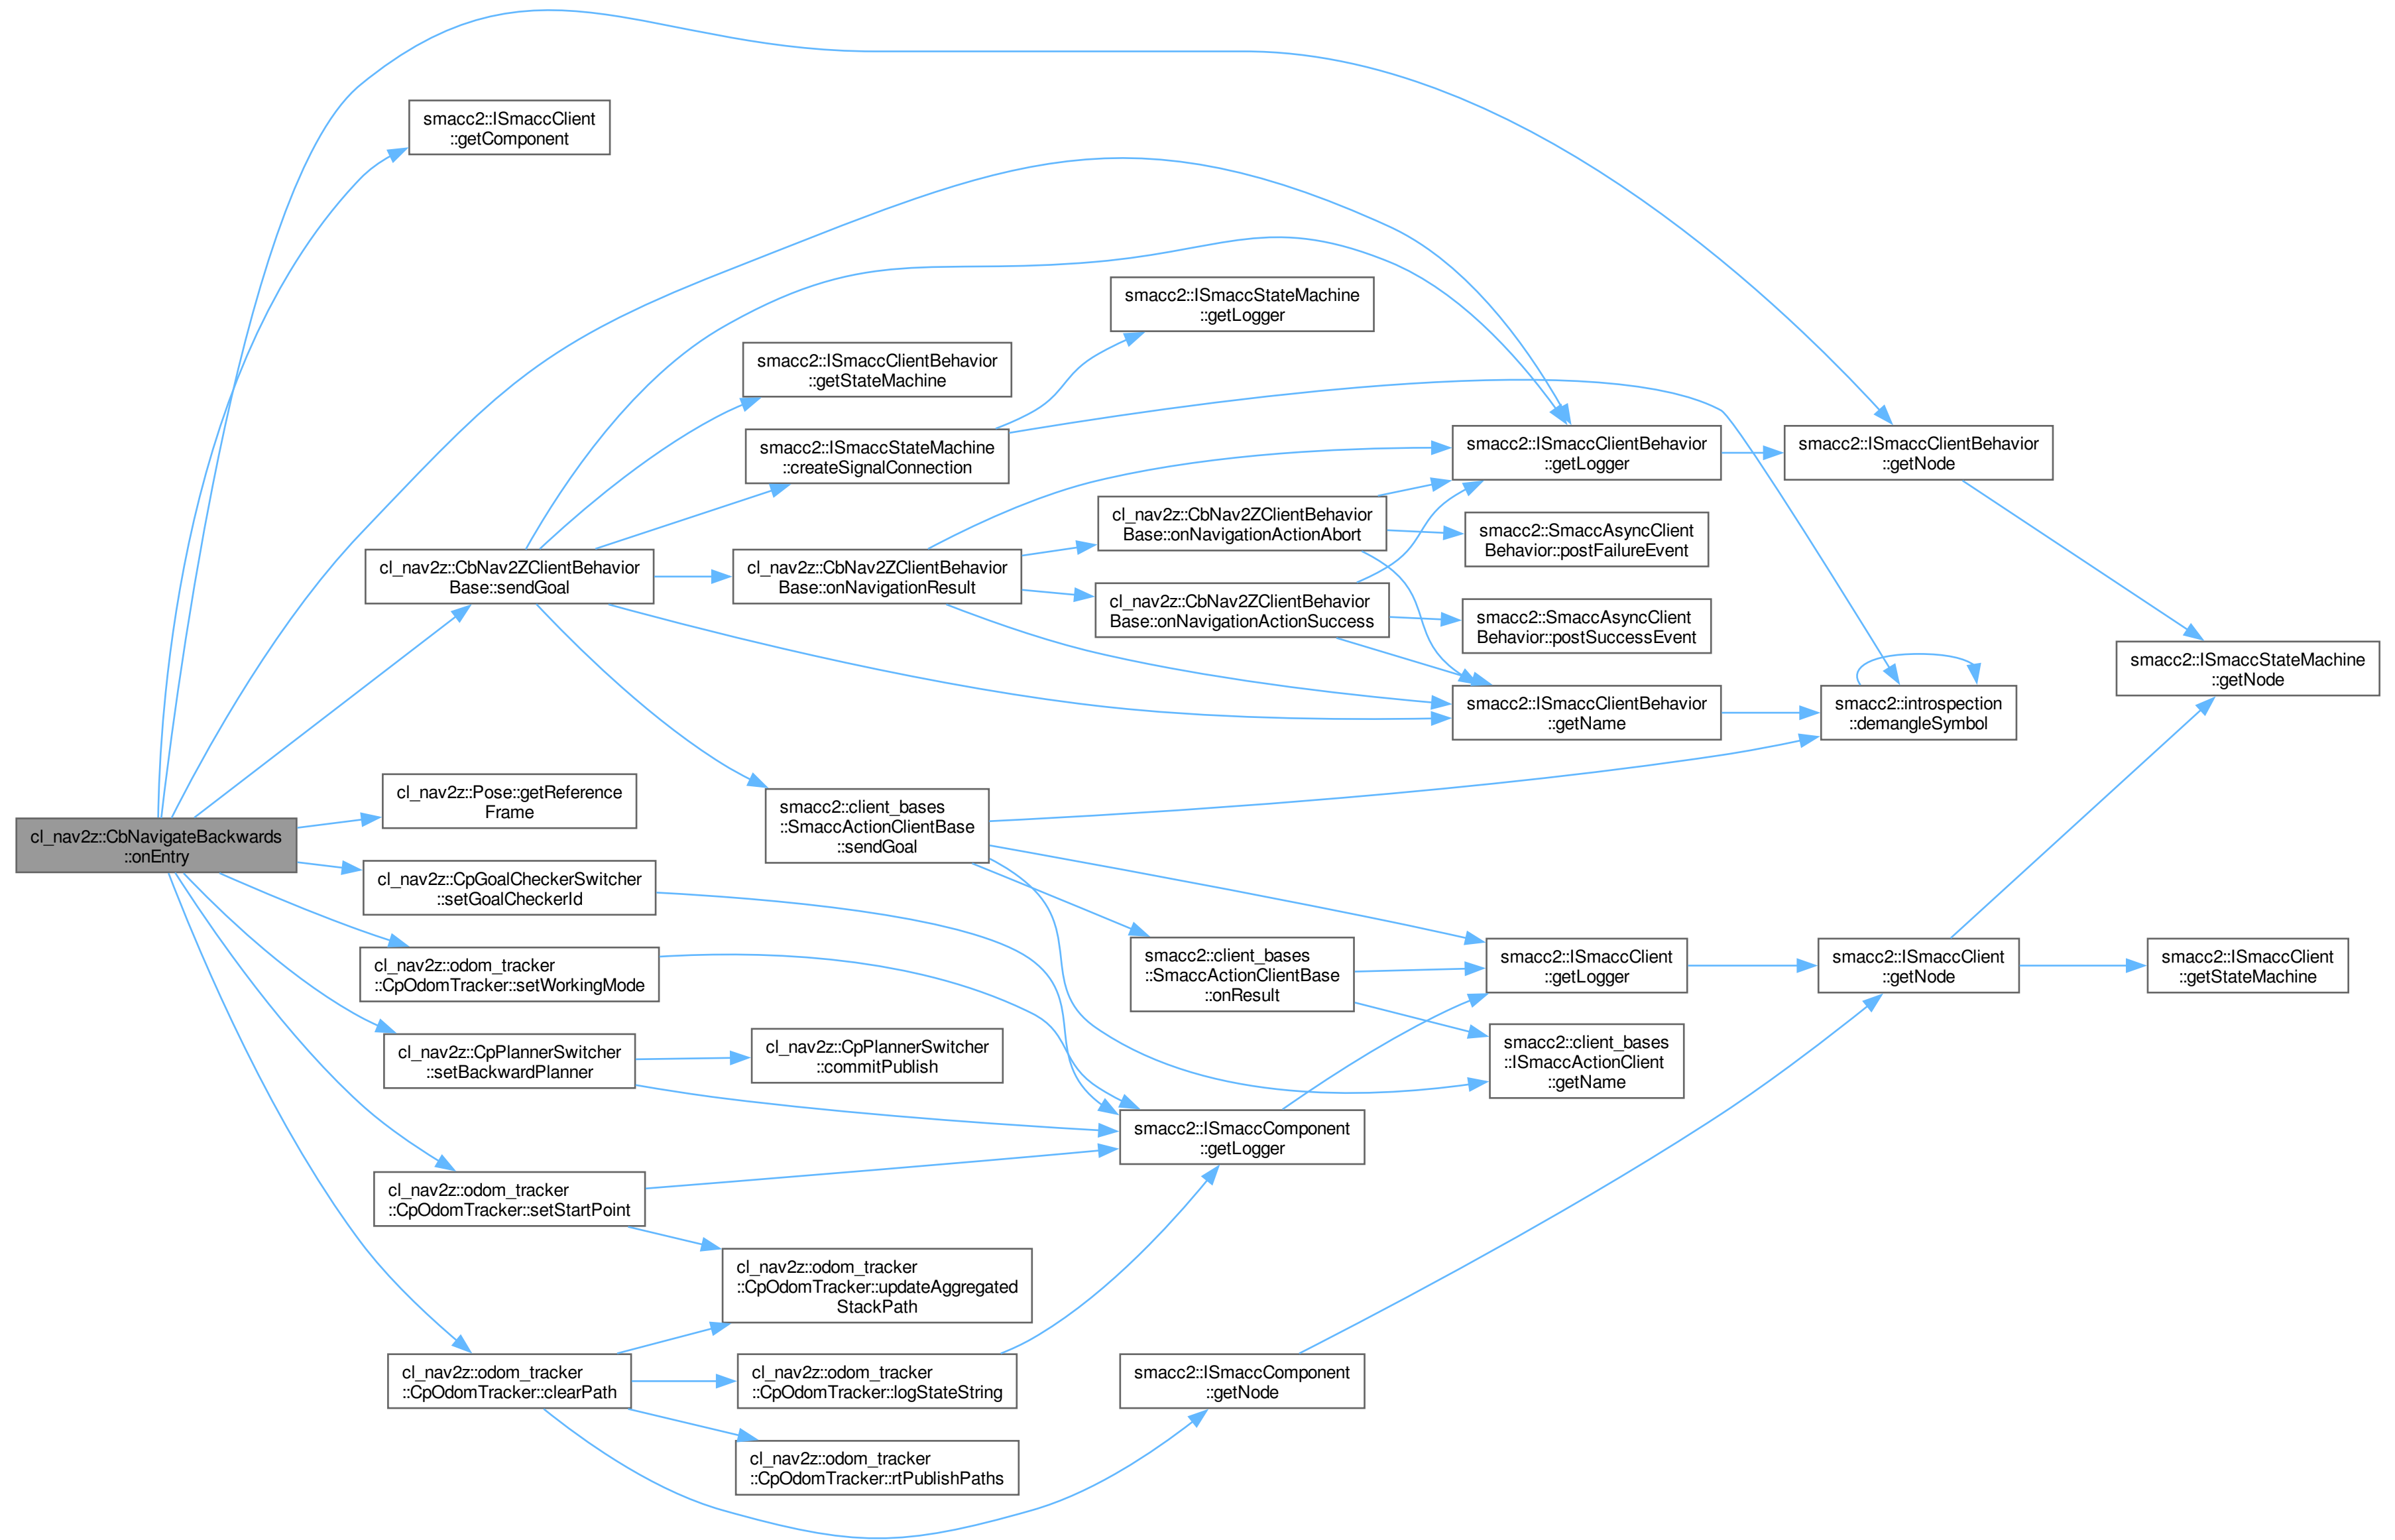 smacc2::ISmaccClient
::getComponent
smacc2::ISmaccStateMachine
::getLogger
smacc2::ISmaccClientBehavior
::getStateMachine
smacc2::ISmaccStateMachine
::createSignalConnection
smacc2::ISmaccClientBehavior
::getLogger
smacc2::ISmaccClientBehavior
::getNode
cl_nav2z::CbNav2ZClientBehavior
Base::onNavigationActionAbort
smacc2::SmaccAsyncClient
Behavior::postFailureEvent
cl_nav2z::CbNav2ZClientBehavior
Base::sendGoal
cl_nav2z::CbNav2ZClientBehavior
Base::onNavigationResult
cl_nav2z::CbNav2ZClientBehavior
Base::onNavigationActionSuccess
smacc2::SmaccAsyncClient
Behavior::postSuccessEvent
smacc2::ISmaccStateMachine
::getNode
smacc2::ISmaccClientBehavior
::getName
smacc2::introspection
::demangleSymbol
cl_nav2z::Pose::getReference
Frame
smacc2::client_bases
::SmaccActionClientBase
::sendGoal
cl_nav2z::CbNavigateBackwards
::onEntry
cl_nav2z::CpGoalCheckerSwitcher
::setGoalCheckerId
cl_nav2z::odom_tracker
::CpOdomTracker::setWorkingMode
smacc2::client_bases
::SmaccActionClientBase
::onResult
smacc2::ISmaccClient
::getLogger
smacc2::ISmaccClient
::getNode
smacc2::ISmaccClient
::getStateMachine
cl_nav2z::CpPlannerSwitcher
::setBackwardPlanner
cl_nav2z::CpPlannerSwitcher
::commitPublish
smacc2::client_bases
::ISmaccActionClient
::getName
smacc2::ISmaccComponent
::getLogger
cl_nav2z::odom_tracker
::CpOdomTracker::setStartPoint
cl_nav2z::odom_tracker
::CpOdomTracker::updateAggregated
StackPath
cl_nav2z::odom_tracker
::CpOdomTracker::clearPath
cl_nav2z::odom_tracker
::CpOdomTracker::logStateString
smacc2::ISmaccComponent
::getNode
cl_nav2z::odom_tracker
::CpOdomTracker::rtPublishPaths